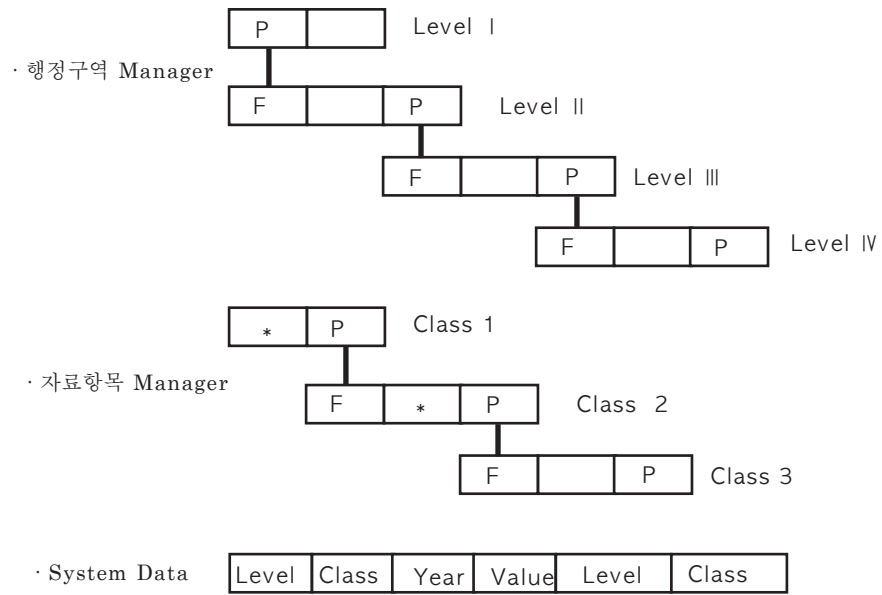 P Level Ⅰ
· 행정구역 Manager
F P Level Ⅱ
F P Level Ⅲ
F P Level Ⅳ
* P Class 1
· 자료항목 Manager
F * P Class 2
F P Class 3
· System Data Level Class Year Value Level Class